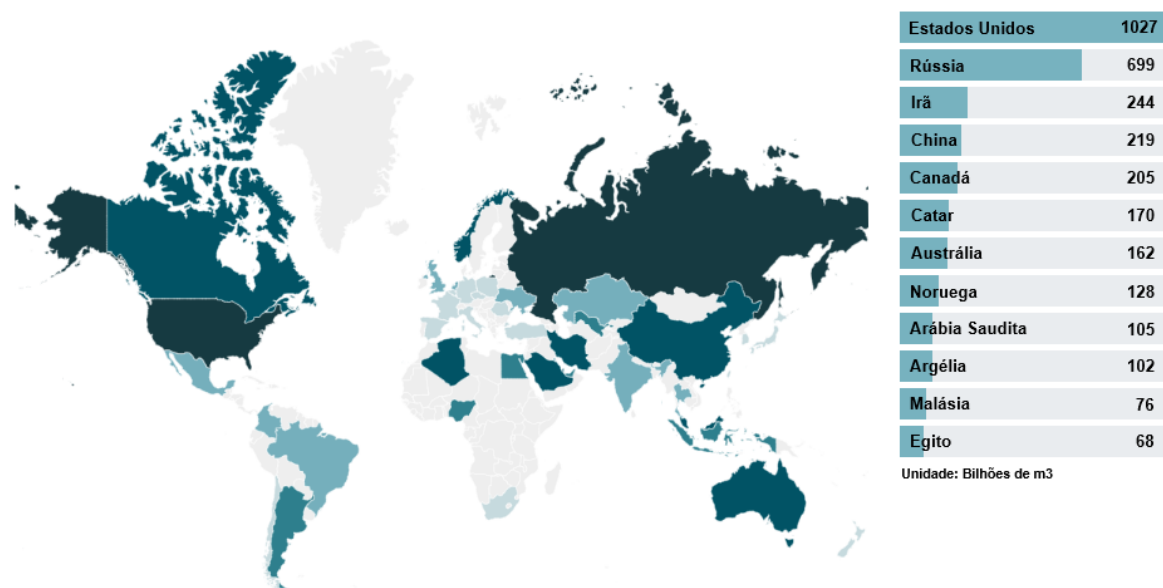 Estados Unidos 1027
Rússia 699
Irã 244
China 219
Canadá 205
Catar 170
Austrália 162
Noruega 128
Arábia Saudita 105
Argélia 102
Malásia 76
Egito 68
Unidade: Bilhões de m3